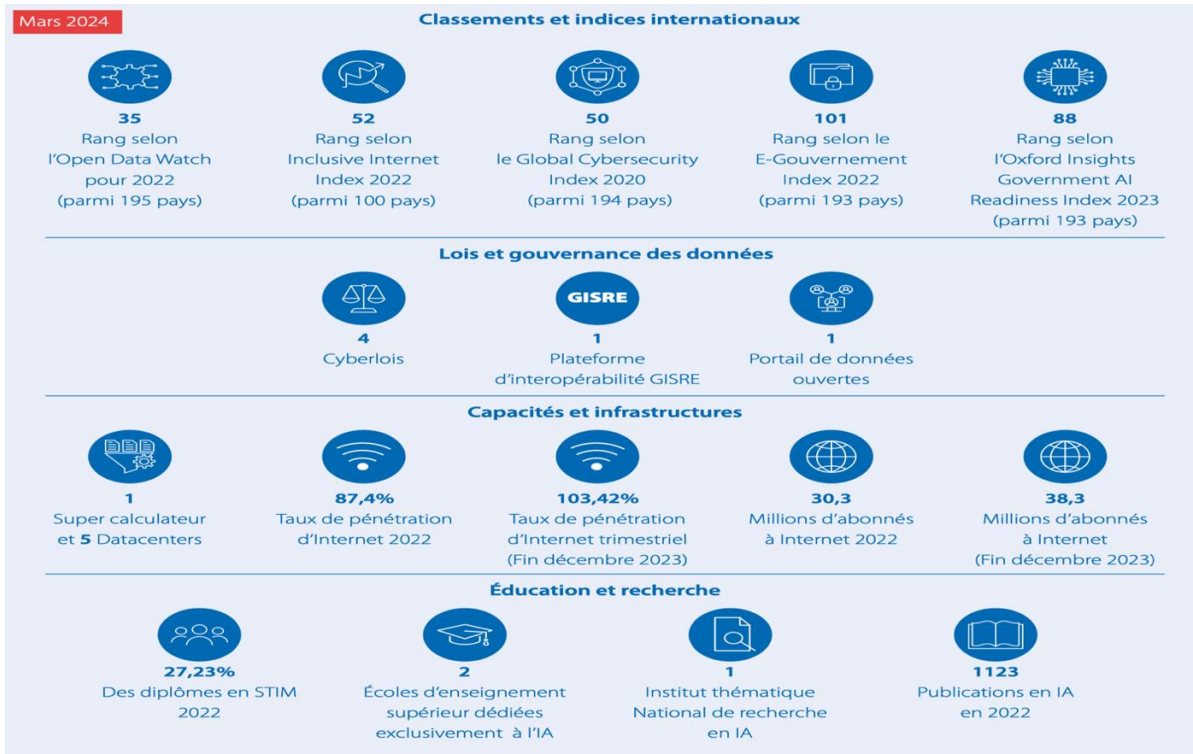 Mars 2024
Classements et indices internationaux
35
Rang selon
l'Open Data Watch
pour 2022
(parmi 195 pays)
52
Rang selon
Inclusive Internet
Index 2022
(parmi 100 pays)
50
Rang selon
le Global Cybersecurity
Index 2020
(parmi 194 pays)
101
Rang selon le
E-Gouvernement
Index 2022
(parmi 193 pays)
88
Rang selon
l'Oxford Insights
Government AI
Readiness Index 2023
(parmi 193 pays)
Lois et gouvernance des données
4
Cyberlois
GISRE
1
Plateforme
d'interopérabilité GISRE
1
Portail de données
ouvertes
Capacités et infrastructures
1
Super calculateur
et 5 Datacenters
87,4%
Taux de pénétration
d'Internet 2022
103,42%
Taux de pénétration
d'Internet trimestriel
(Fin décembre 2023)
30,3
Millions d'abonnés
à Internet 2022
38,3
Millions d'abonnés
à Internet
(Fin décembre 2023)
Éducation et recherche
27,23%
Des diplômes en STIM
2022
2
Écoles d'enseignement
supérieur dédiées
exclusivement à l'IA
1
Institut thématique
National de recherche
en IA
1123
Publications en IA
en 2022